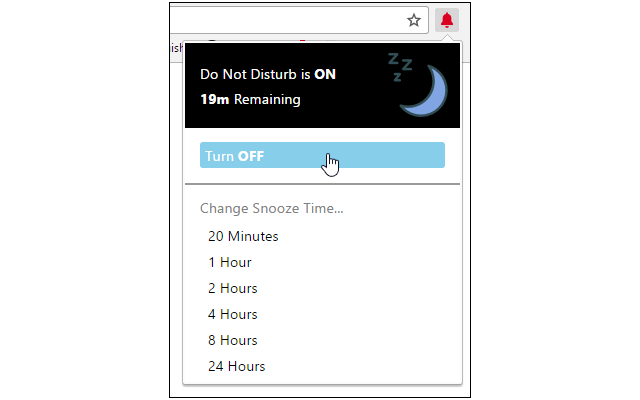 Z Z
Z
Do Not Disturb is ON
19m Remaining
Turn OFF
Change Snooze Time...
20 Minutes
1 Hour
2 Hours
4 Hours
8 Hours
24 Hours